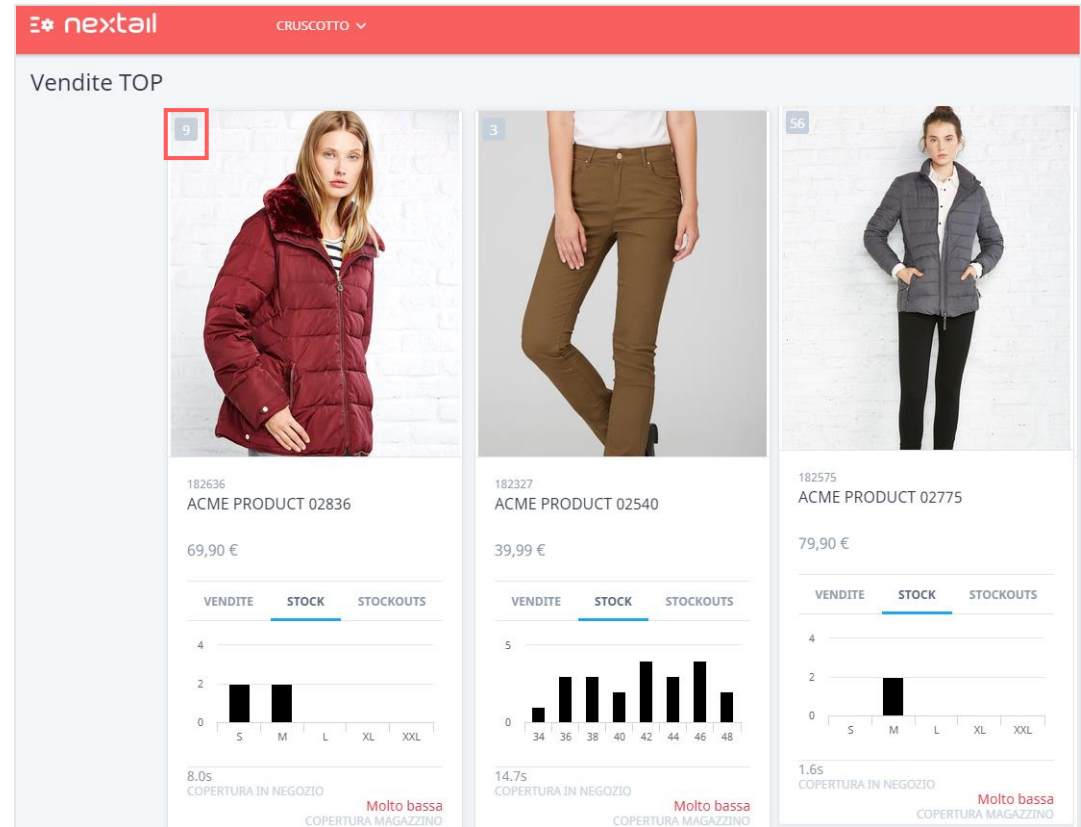 nextail
CRUSCOTTO
Vendite TOP
9
3
56
182636
ACME PRODUCT 02836
69,90 €
VENDITE STOCK STOCKOUTS
4
2
0
S M L XL XXL
8.0s
COPERTURA IN NEGOZIO
Molto bassa
COPERTURA MAGAZZINO
182327
ACME PRODUCT 02540
39,99 €
VENDITE STOCK STOCKOUTS
5
0
34 36 38 40 42 44 46 48
14.7s
COPERTURA IN NEGOZIO
Molto bassa
COPERTURA MAGAZZINO
182575
ACME PRODUCT 02775
79,90 €
VENDITE STOCK STOCKOUTS
4
2
0
S M L XL XXL
1.6s
COPERTURA IN NEGOZIO
Molto bassa
COPERTURA MAGAZZINO